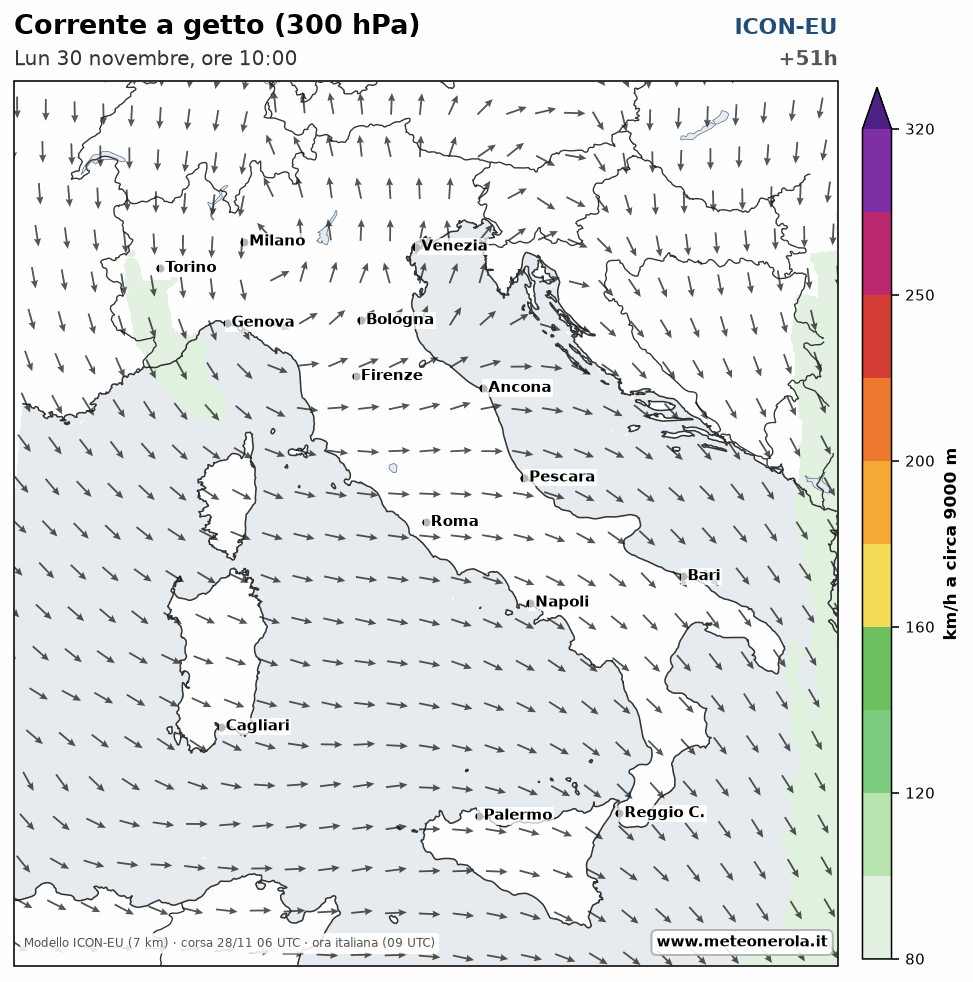 Corrente a getto (300 hPa)
ICON-EU
Lun 30 novembre, ore 10:00
+51h
Milano
Venezia
Torino
Genova
Bologna
Firenze
Ancona
Pescara
Roma
Bari
Napoli
Cagliari
Palermo
Reggio C.
320
250
200
160
120
80
km/h a circa 9000 m
Modello ICON-EU (7 km) · corsa 28/11 06 UTC · ora italiana (09 UTC)
www.meteonerola.it